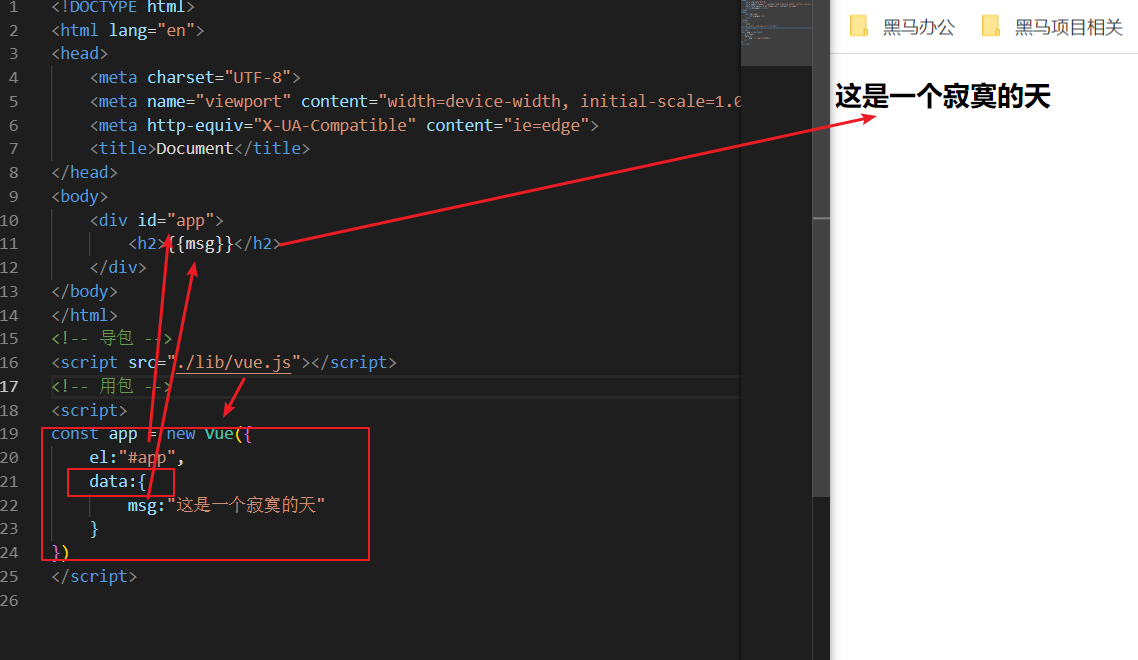 1 <!DOCTYPE html>
2 <html lang="en">
3 <head>
4 <meta charset="UTF-8">
5 <meta name="viewport" content="width=device-width, initial-scale=1.0
6 <meta http-equiv="X-UA-Compatible" content="ie=edge">
7 <title>Document</title>
8 </head>
9 <body>
10 <div id="app">
11 <h2>{{msg}}</h2>
12 </div>
13 </body>
14 </html>
15 <!-- 导包 -->
16 <script src="./lib/vue.js"></script>
17 <!-- 用包 -->
18 <script>
19 const app = new Vue({
20 el:"#app",
21 data:{
22 msg:"这是一个寂寞的天"
23 }
24 })
25 </script>
26
黑马办公 黑马项目相关
这是一个寂寞的天